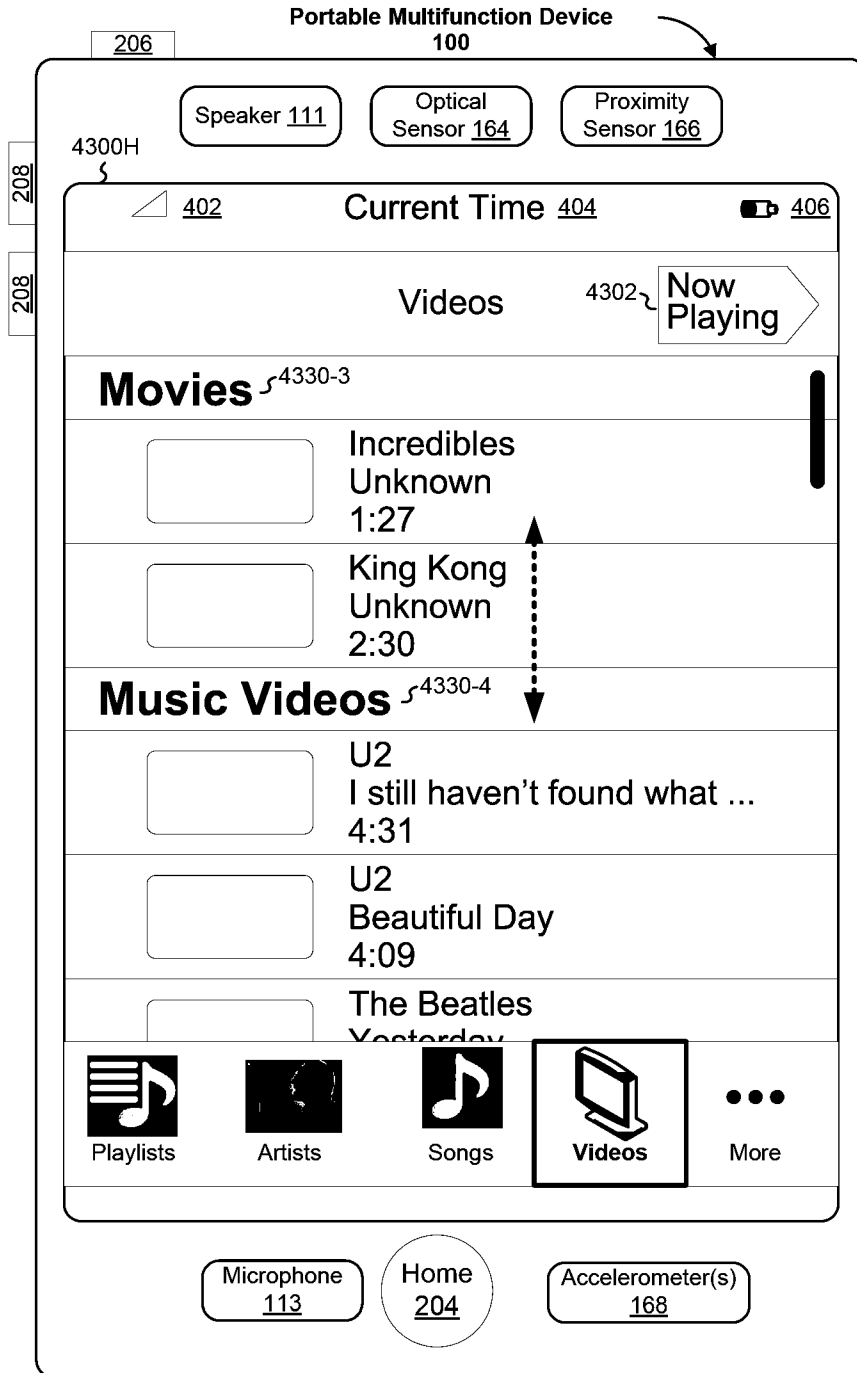 Portable Multifunction Device
100
206
Speaker 111
Optical
Sensor 164
Proximity
Sensor 166
4300H
208
208
402
Current Time 404
406
Videos
4302
Now
Playing
Movies
4330-3
Incredibles
Unknown
1:27
King Kong
Unknown
2:30
Music Videos
4330-4
U2
I still haven't found what ...
4:31
U2
Beautiful Day
4:09
The Beatles
Yesterday
Playlists
Artists
Songs
Videos
More
Microphone
113
Home
204
Accelerometer(s)
168